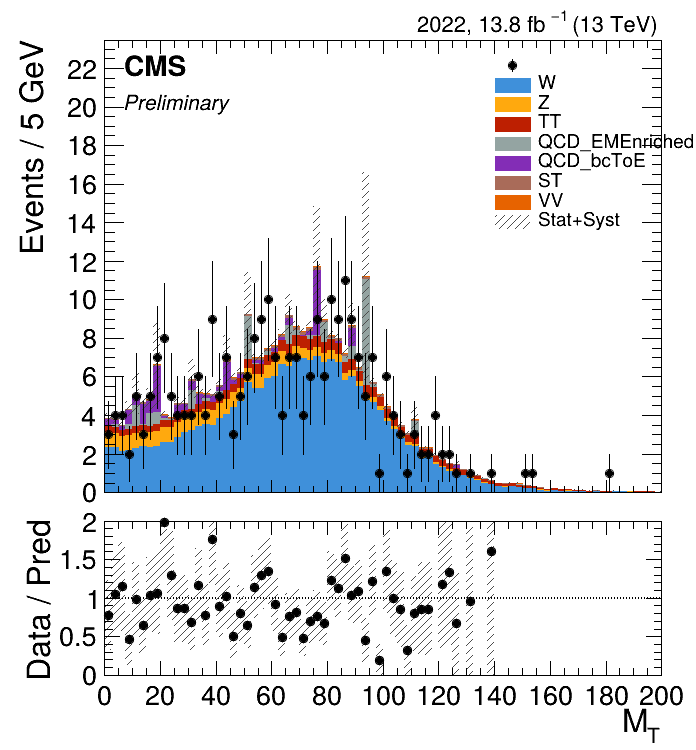 2022, 13.8 fb⁻¹ (13 TeV)
CMS
Preliminary
W
Z
TT
QCD_EMEnriched
QCD_bcToE
ST
VV
Stat+Syst
Events / 5 GeV
22
20
18
16
14
12
10
8
6
4
2
0
Data / Pred
2
1.5
1
0.5
0
0 20 40 60 80 100 120 140 160 180 200
M_T